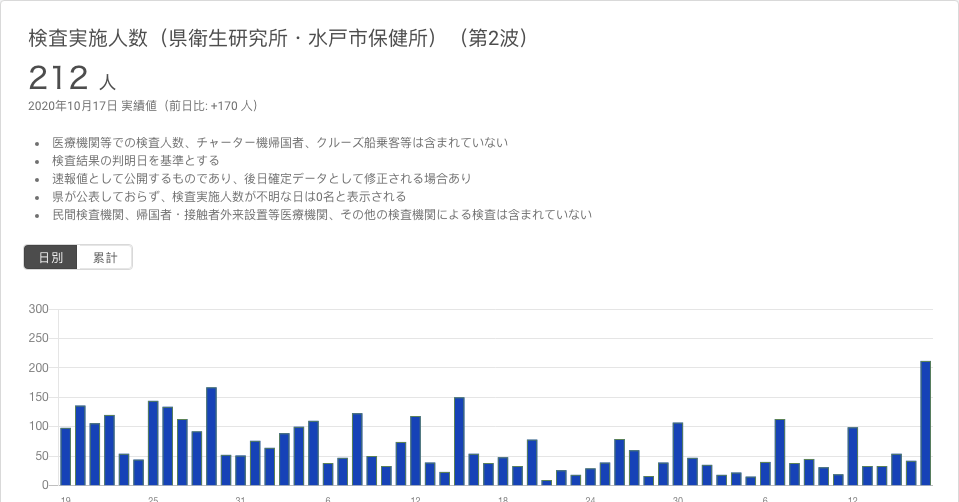 検査実施人数（県衛生研究所・水戸市保健所）（第2波）
212 人
2020年10月17日 実績値（前日比: +170 人）
• 医療機関等での検査人数、チャーター機帰国者、クルーズ船乗客等は含まれていない
• 検査結果の判明日を基準とする
• 速報値として公開するものであり、後日確定データとして修正される場合あり
• 県が公表しておらず、検査実施人数が不明な日は0名と表示される
• 民間検査機関、帰国者・接触者外来設置等医療機関、その他の検査機関による検査は含まれていない
日別 累計
300
250
200
150
100
50
0
19 25 31 6 12 18 24 30 6 12